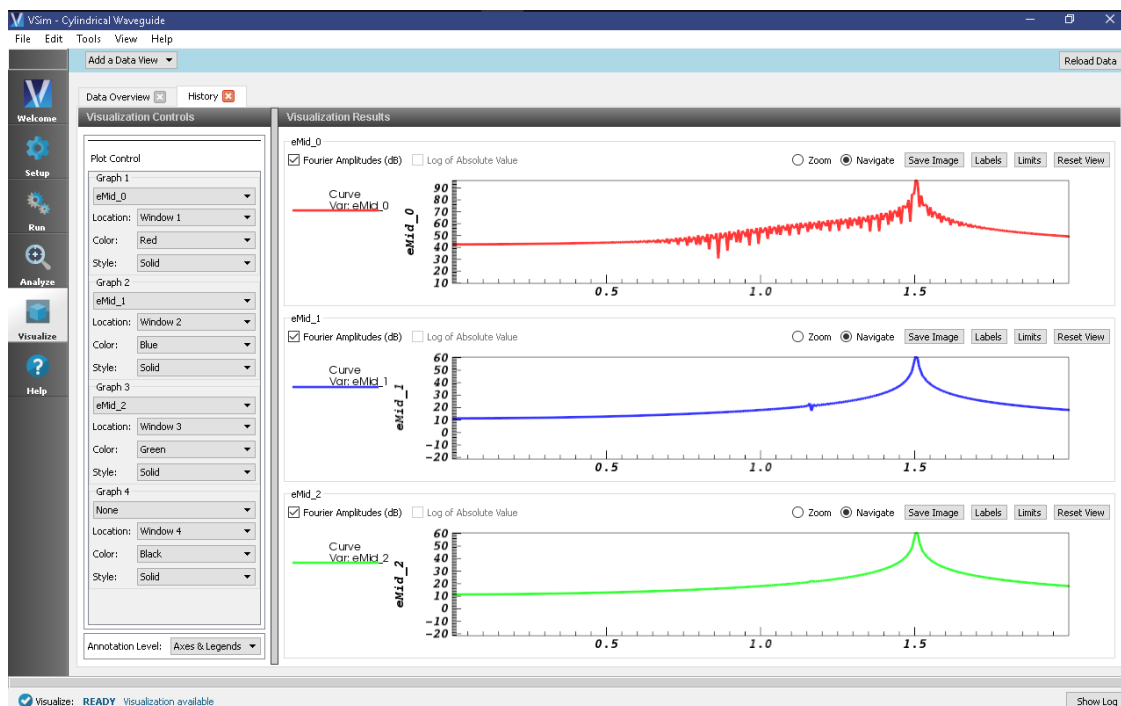 VSim - Cylindrical Waveguide
File Edit Tools View Help
Add a Data View
Reload Data
Welcome
Setup
Run
Analyze
Visualize
Help
Data Overview
History
Visualization Controls
Plot Control
Graph 1
eMid_0
Location: Window 1
Color: Red
Style: Solid
Graph 2
eMid_1
Location: Window 2
Color: Blue
Style: Solid
Graph 3
eMid_2
Location: Window 3
Color: Green
Style: Solid
Graph 4
None
Location: Window 4
Color: Black
Style: Solid
Annotation Level: Axes & Legends
Visualization Results
eMid_0
Fourier Amplitudes (dB) Log of Absolute Value Zoom Navigate Save Image Labels Limits Reset View
Curve
Var: eMid_0
eMid_0
90
80
70
60
50
40
30
20
10
0.5 1.0 1.5
eMid_1
Fourier Amplitudes (dB) Log of Absolute Value Zoom Navigate Save Image Labels Limits Reset View
Curve
Var: eMid_1
eMid_1
60
50
40
30
20
10
0
-10
-20
0.5 1.0 1.5
eMid_2
Fourier Amplitudes (dB) Log of Absolute Value Zoom Navigate Save Image Labels Limits Reset View
Curve
Var: eMid_2
eMid_2
60
50
40
30
20
10
0
-10
-20
0.5 1.0 1.5
Visualize: READY Visualization available
Show Log